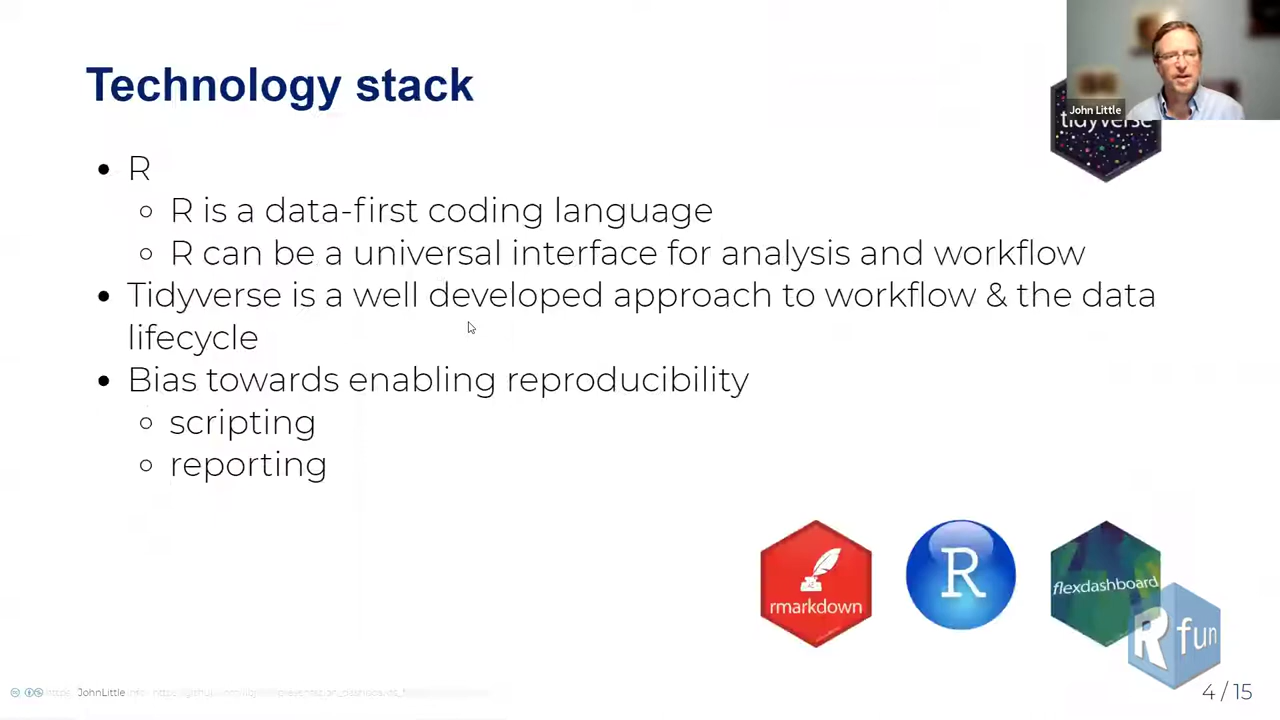 Technology stack
John Little
tidyverse
R
R is a data-first coding language
R can be a universal interface for analysis and workflow
Tidyverse is a well developed approach to workflow & the data
lifecycle
Bias towards enabling reproducibility
scripting
reporting
rmarkdown
R
flexdashboard
R fun
JohnLittle
4 / 15